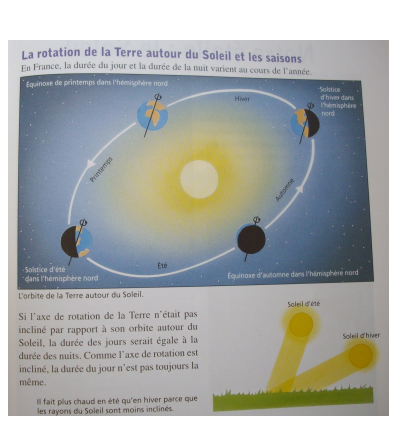 La rotation de la Terre autour du Soleil et les saisons
En France, la durée du jour et la durée de la nuit varient au cours de l'année.
Équinoxe de printemps dans l'hémisphère nord
Hiver
Solstice
d'hiver dans
l'hémisphère
nord
Printemps
Automne
Solstice d'été
dans l'hémisphère nord
Été
Équinoxe d'automne dans l'hémisphère nord
L'orbite de la Terre autour du Soleil.
Si l'axe de rotation de la Terre n'était pas
incliné par rapport à son orbite autour du
Soleil, la durée des jours serait égale à la
durée des nuits. Comme l'axe de rotation est
incliné, la durée du jour n'est pas toujours la
même.
Il fait plus chaud en été qu'en hiver parce que
les rayons du Soleil sont moins inclinés.
Soleil d'été
Soleil d'hiver